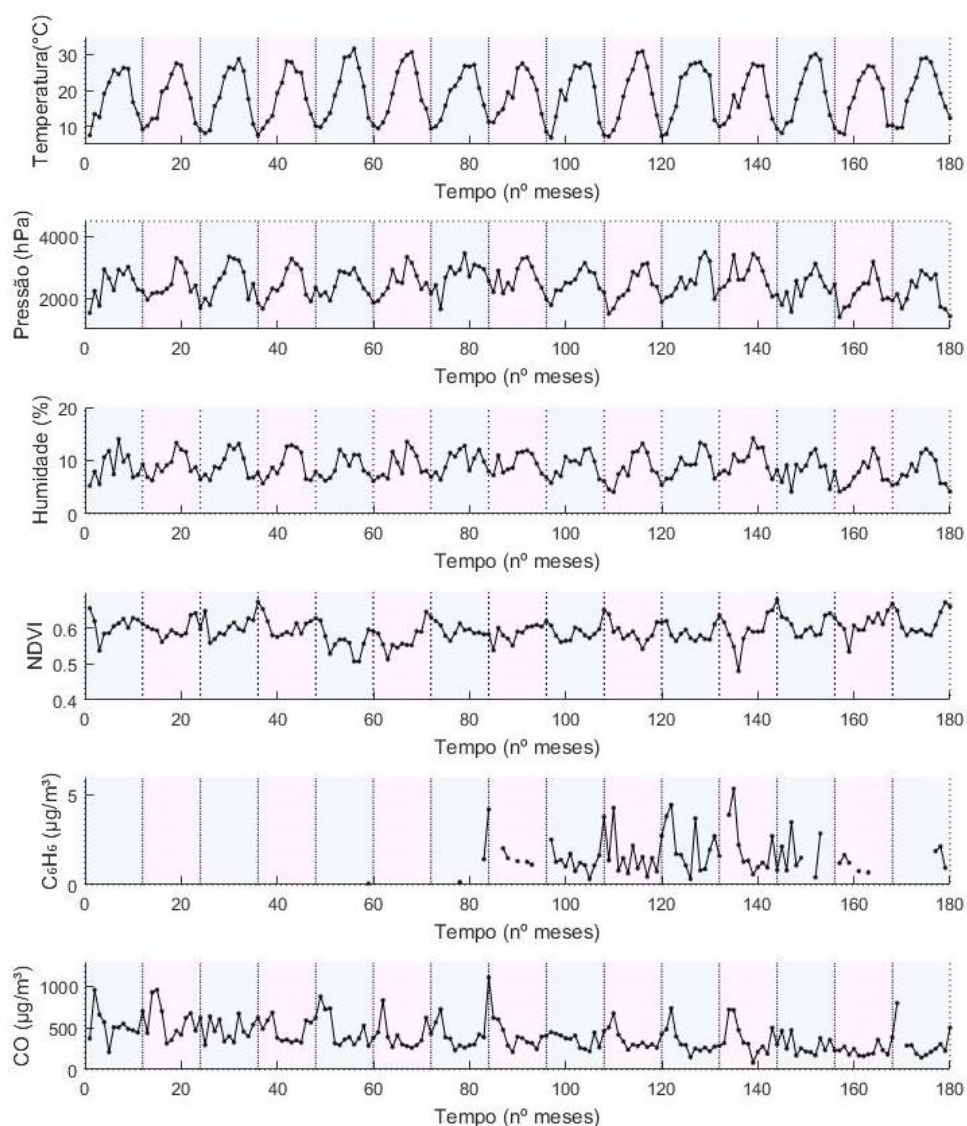 Temperatura(°C)
30
20
10
0 20 40 60 80 100 120 140 160 180
Tempo (nº meses)
Pressão (hPa)
4000
2000
0 20 40 60 80 100 120 140 160 180
Tempo (nº meses)
Humidade (%)
20
10
0
0 20 40 60 80 100 120 140 160 180
Tempo (nº meses)
NDVI
0.6
0.5
0.4
0 20 40 60 80 100 120 140 160 180
Tempo (nº meses)
C₆H₆ (µg/m³)
5
0
0 20 40 60 80 100 120 140 160 180
Tempo (nº meses)
CO (µg/m³)
1000
500
0
0 20 40 60 80 100 120 140 160 180
Tempo (nº meses)